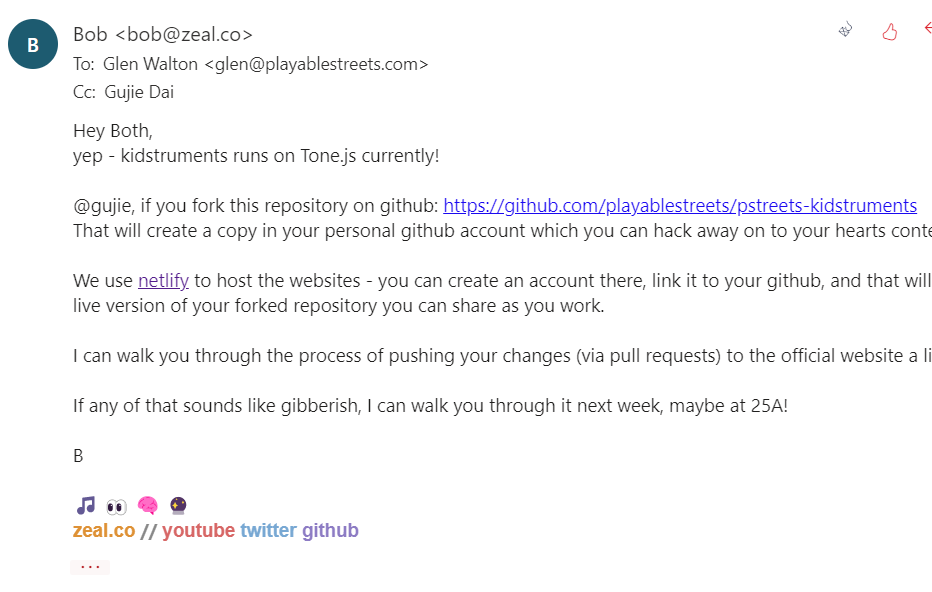 B
Bob <bob@zeal.co>
To: Glen Walton <glen@playablestreets.com>
Cc: Gujie Dai
Hey Both,
yep - kidstruments runs on Tone.js currently!
@gujie, if you fork this repository on github: https://github.com/playablestreets/pstreets-kidstruments
That will create a copy in your personal github account which you can hack away on to your hearts
We use netlify to host the websites - you can create an account there, link it to your github, and that will
live version of your forked repository you can share as you work.
I can walk you through the process of pushing your changes (via pull requests) to the official website a
If any of that sounds like gibberish, I can walk you through it next week, maybe at 25A!
B
zeal.co // youtube twitter github
...